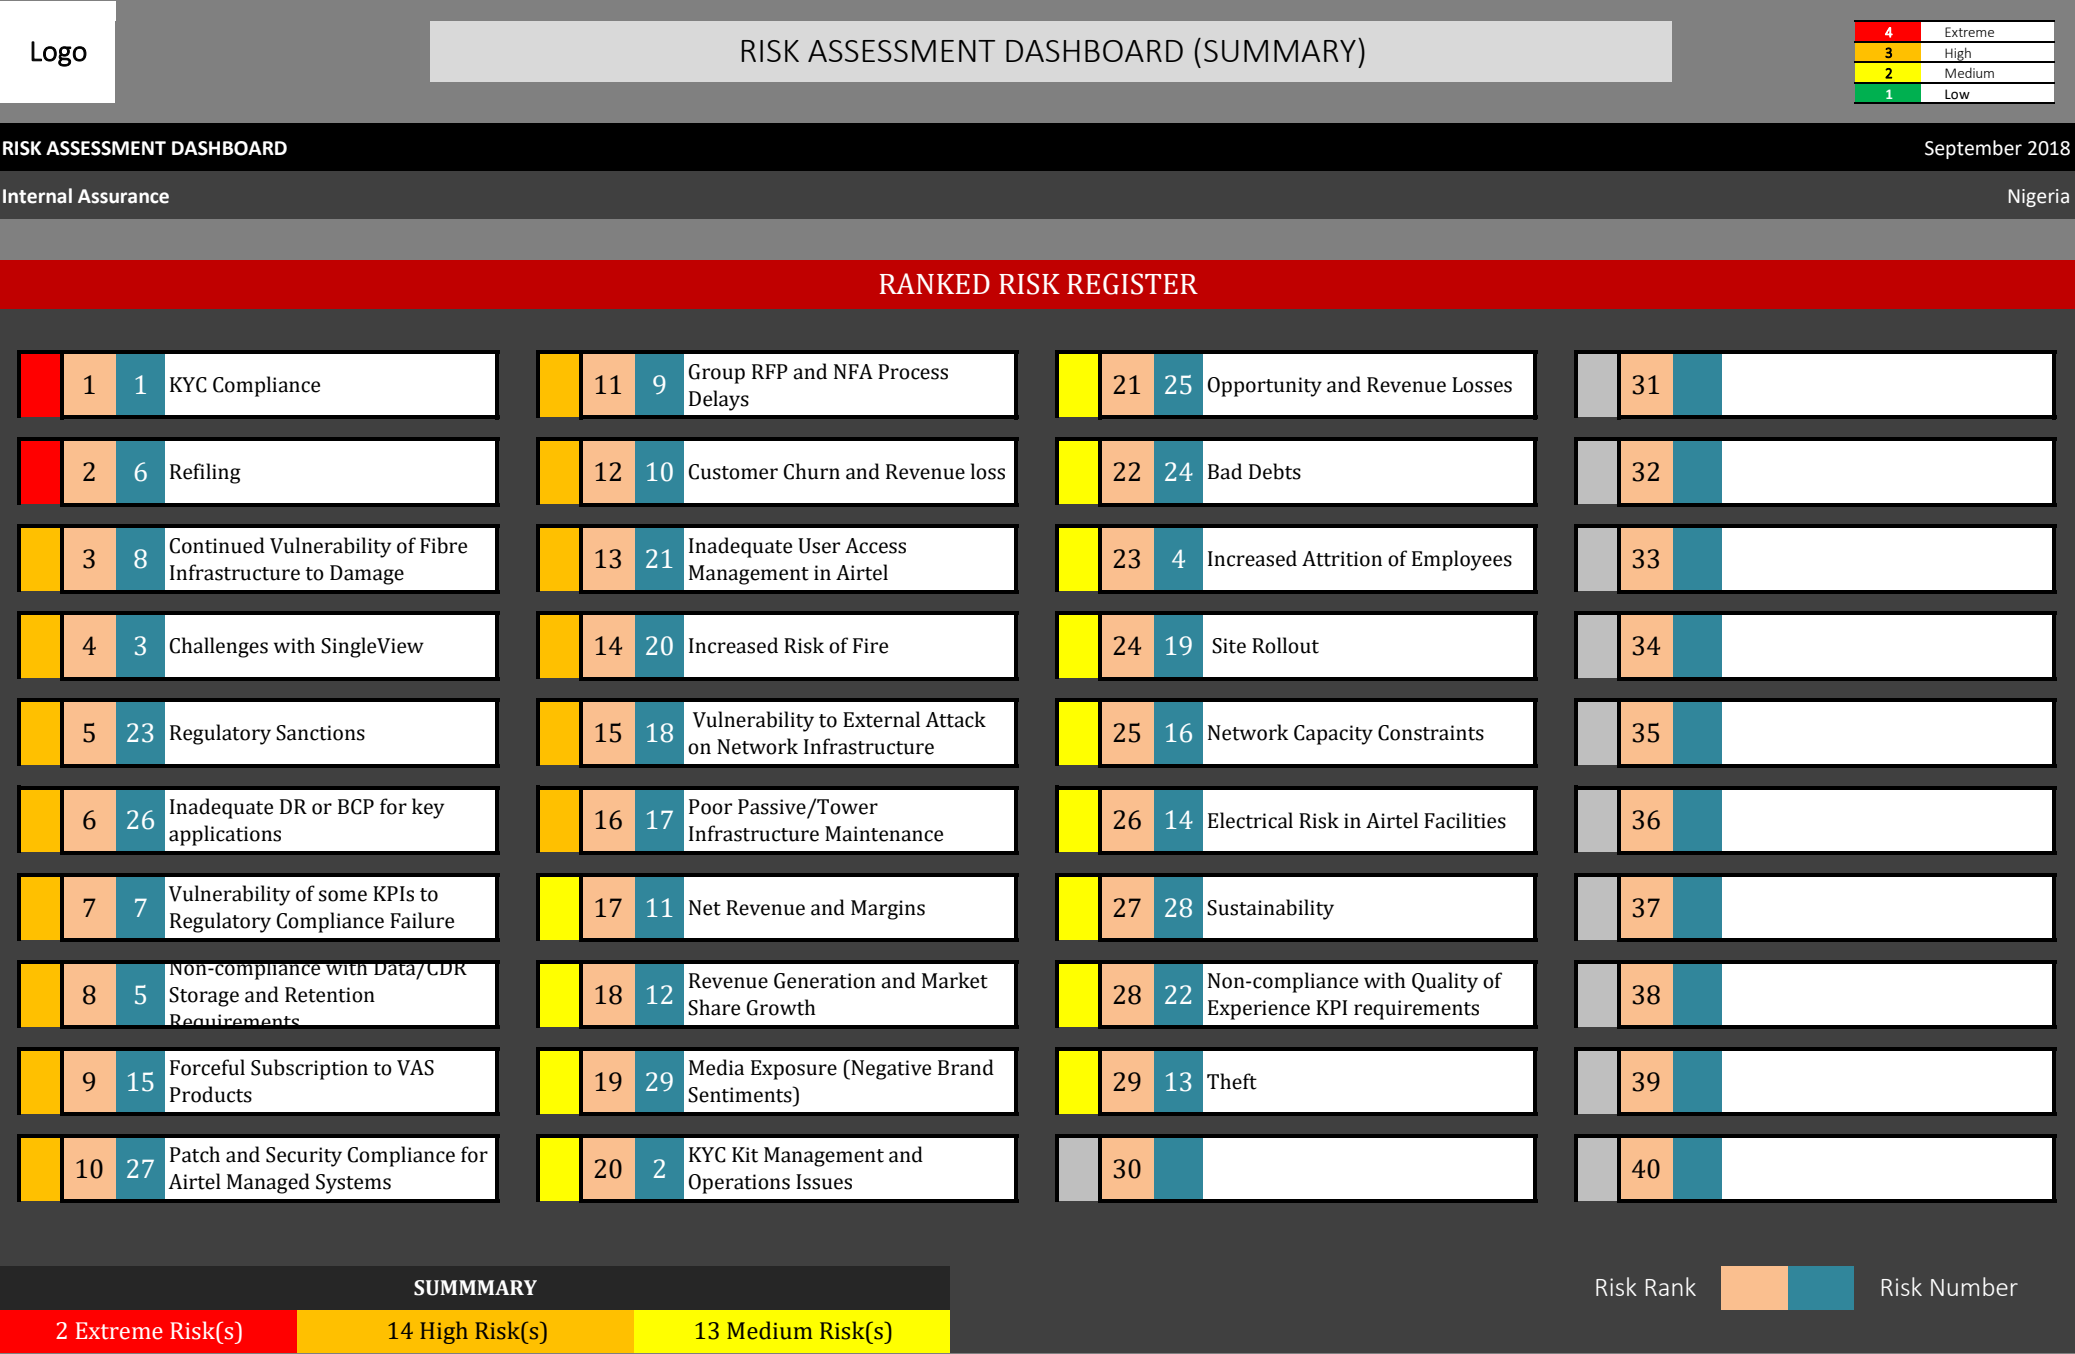 Logo
RISK ASSESSMENT DASHBOARD (SUMMARY)
4 Extreme
3 High
2 Medium
1 Low
RISK ASSESSMENT DASHBOARD
September 2018
Internal Assurance
Nigeria
RANKED RISK REGISTER
1 1 KYC Compliance
2 6 Refiling
3 8 Continued Vulnerability of Fibre
Infrastructure to Damage
4 3 Challenges with SingleView
5 23 Regulatory Sanctions
6 26 Inadequate DR or BCP for key
applications
7 7 Vulnerability of some KPIs to
Regulatory Compliance Failure
8 5 Non-compliance with Data/CDR
Storage and Retention
Requirements
9 15 Forceful Subscription to VAS
Products
10 27 Patch and Security Compliance for
Airtel Managed Systems
11 9 Group RFP and NFA Process
Delays
12 10 Customer Churn and Revenue loss
13 21 Inadequate User Access
Management in Airtel
14 20 Increased Risk of Fire
15 18 Vulnerability to External Attack
on Network Infrastructure
16 17 Poor Passive/Tower
Infrastructure Maintenance
17 11 Net Revenue and Margins
18 12 Revenue Generation and Market
Share Growth
19 29 Media Exposure (Negative Brand
Sentiments)
20 2 KYC Kit Management and
Operations Issues
21 25 Opportunity and Revenue Losses
22 24 Bad Debts
23 4 Increased Attrition of Employees
24 19 Site Rollout
25 16 Network Capacity Constraints
26 14 Electrical Risk in Airtel Facilities
27 28 Sustainability
28 22 Non-compliance with Quality of
Experience KPI requirements
29 13 Theft
30
31
32
33
34
35
36
37
38
39
40
SUMMMARY
2 Extreme Risk(s)
14 High Risk(s)
13 Medium Risk(s)
Risk Rank
Risk Number